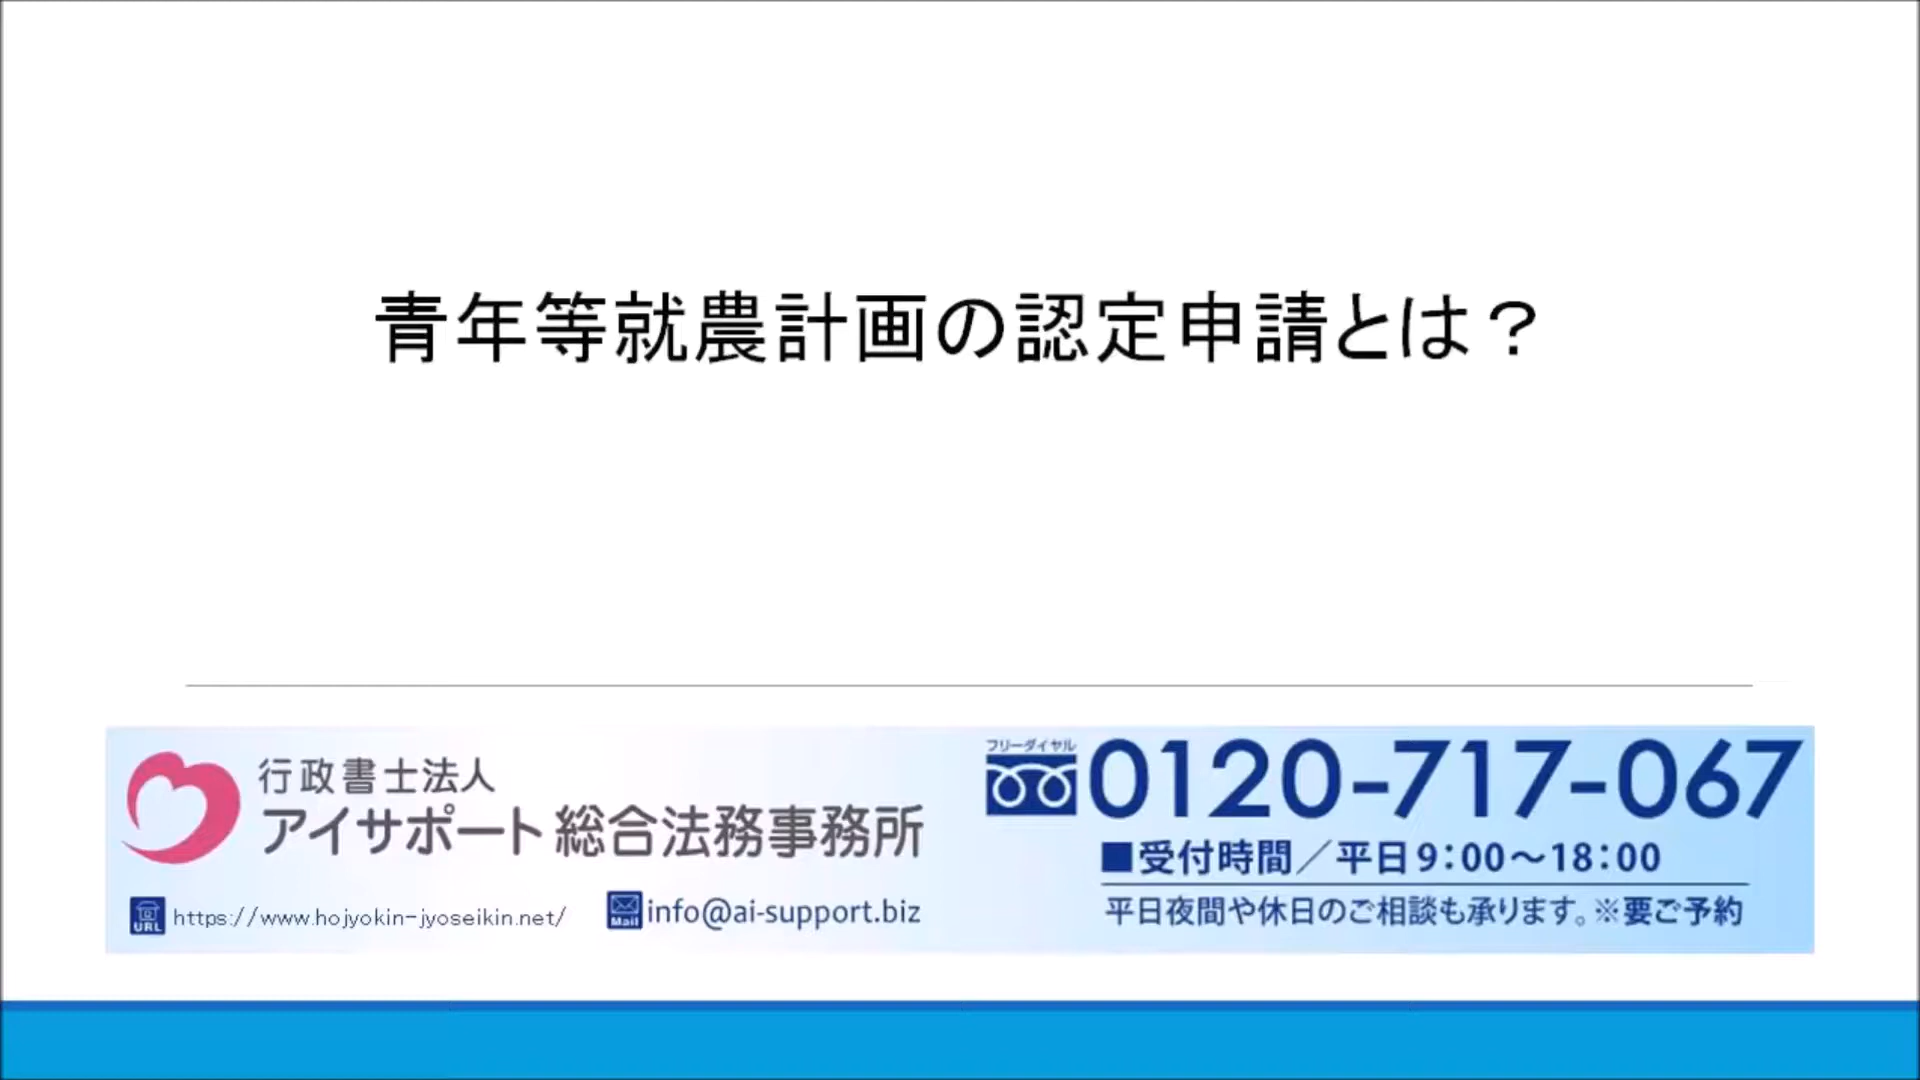 青年等就農計画の認定申請とは？
行政書士法人
アイサポート総合法務事務所
URL https://www.hojyokin-jyoseikin.net/
Mail info@ai-support.biz
フリーダイヤル
0120-717-067
■受付時間／平日9:00～18:00
平日夜間や休日のご相談も承ります。※要ご予約